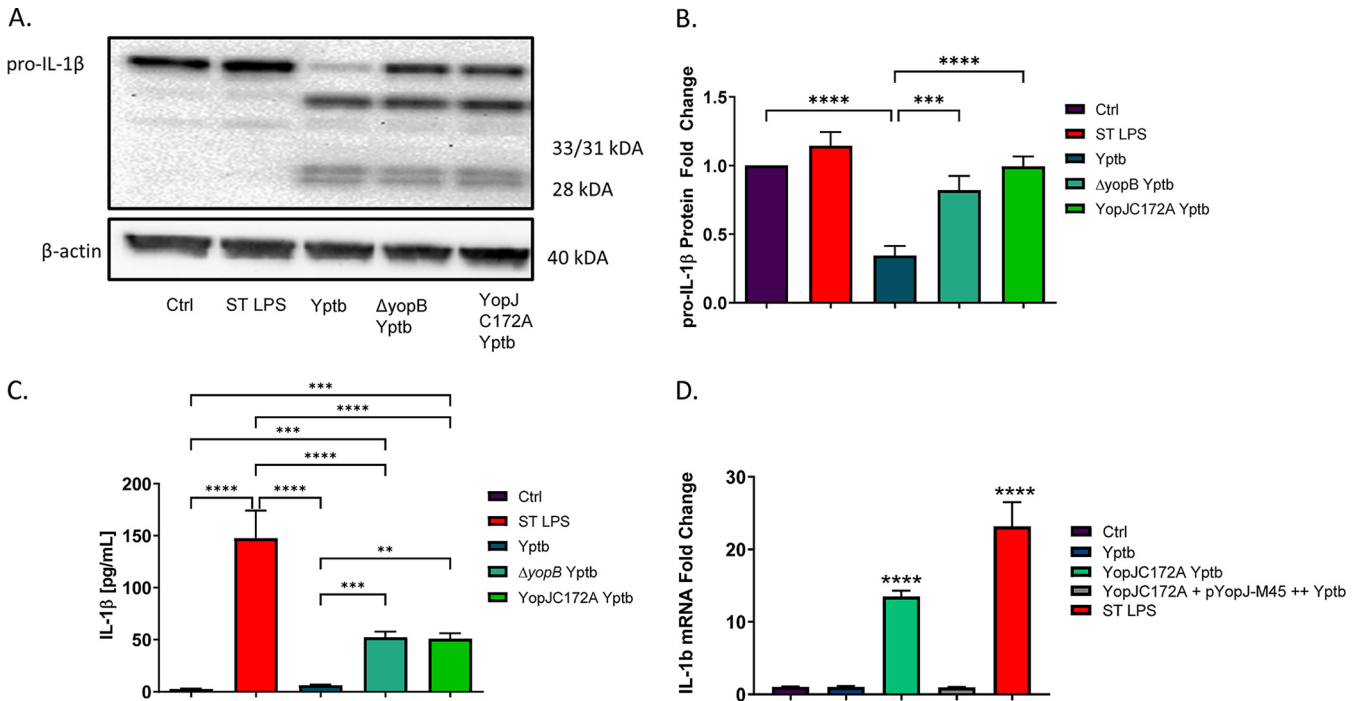 A.
pro-IL-1β
33/31 kDA
28 kDA
β-actin
40 kDA
Ctrl
ST LPS
Yptb
ΔyopB
Yptb
YopJ
C172A
Yptb
B.
****
****
***
pro-IL-1β Protein Fold Change
1.5
1.0
0.5
0.0
Ctrl
ST LPS
Yptb
ΔyopB Yptb
YopJC172A Yptb
C.
***
****
***
****
****
****
**
***
IL-1β [pg/mL]
200
150
100
50
0
Ctrl
ST LPS
Yptb
ΔyopB Yptb
YopJC172A Yptb
D.
IL-1b mRNA Fold Change
30
20
10
0
****
****
Ctrl
Yptb
YopJC172A Yptb
YopJC172A + pYopJ-M45 ++ Yptb
ST LPS